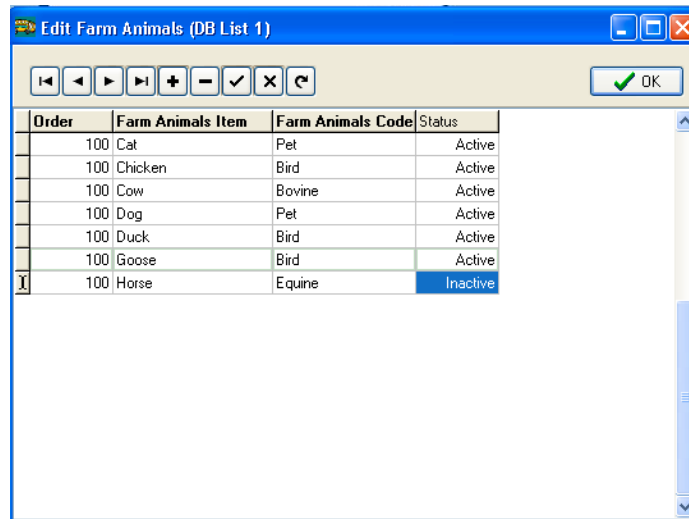 Edit Farm Animals (DB List 1)
OK
Order Farm Animals Item Farm Animals Code Status
100 Cat Pet Active
100 Chicken Bird Active
100 Cow Bovine Active
100 Dog Pet Active
100 Duck Bird Active
100 Goose Bird Active
100 Horse Equine Inactive